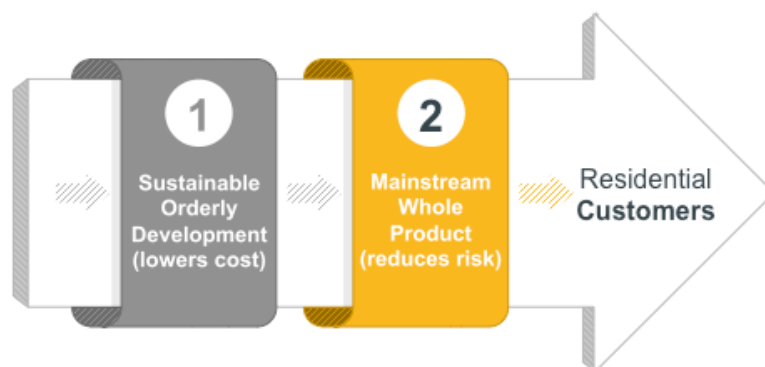 1
Sustainable
Orderly
Development
(lowers cost)
2
Mainstream
Whole
Product
(reduces risk)
Residential
Customers